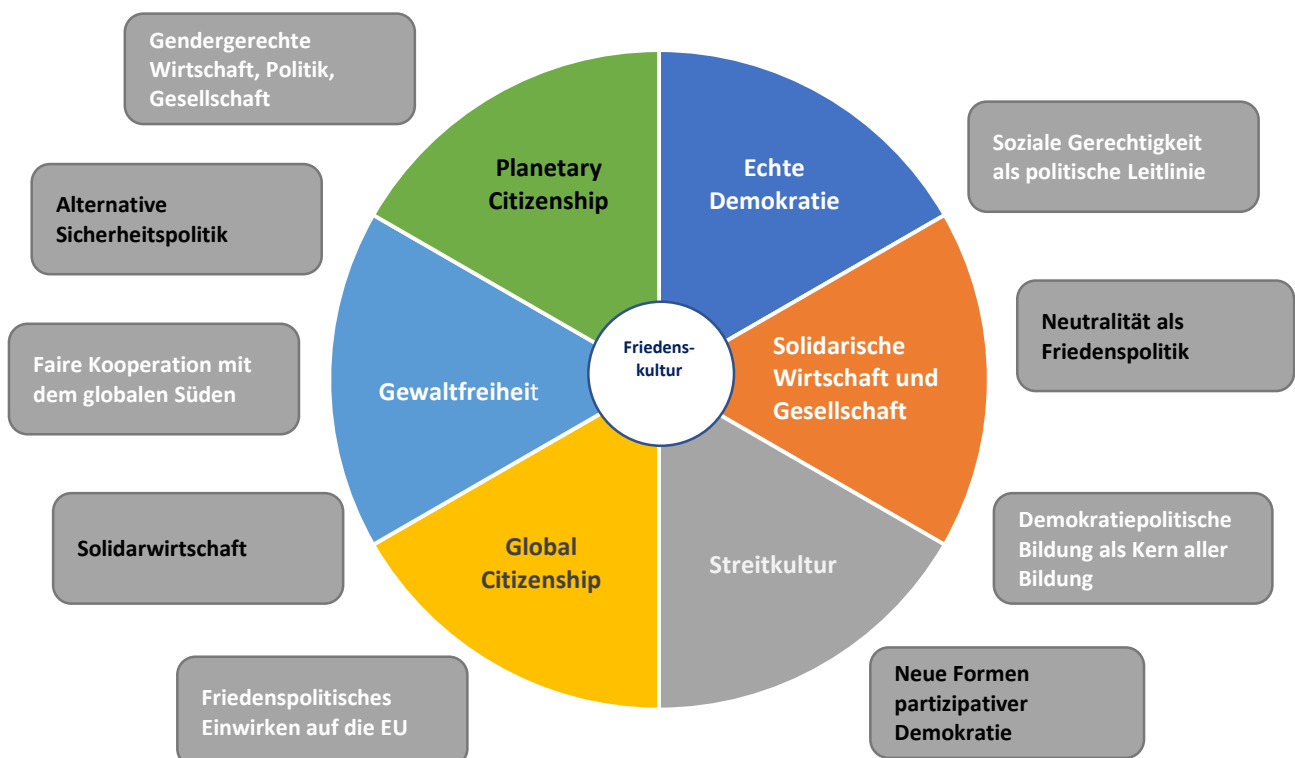 Gendergerechte
Wirtschaft, Politik,
Gesellschaft
Alternative
Sicherheitspolitik
Faire Kooperation mit
dem globalen Süden
Solidarwirtschaft
Friedenspolitisches
Einwirken auf die EU
Planetary
Citizenship
Echte
Demokratie
Gewaltfreiheit
Friedens-
kultur
Solidarische
Wirtschaft und
Gesellschaft
Global
Citizenship
Streitkultur
Soziale Gerechtigkeit
als politische Leitlinie
Neutralität als
Friedenspolitik
Demokratiepolitische
Bildung als Kern aller
Bildung
Neue Formen
partizipativer
Demokratie